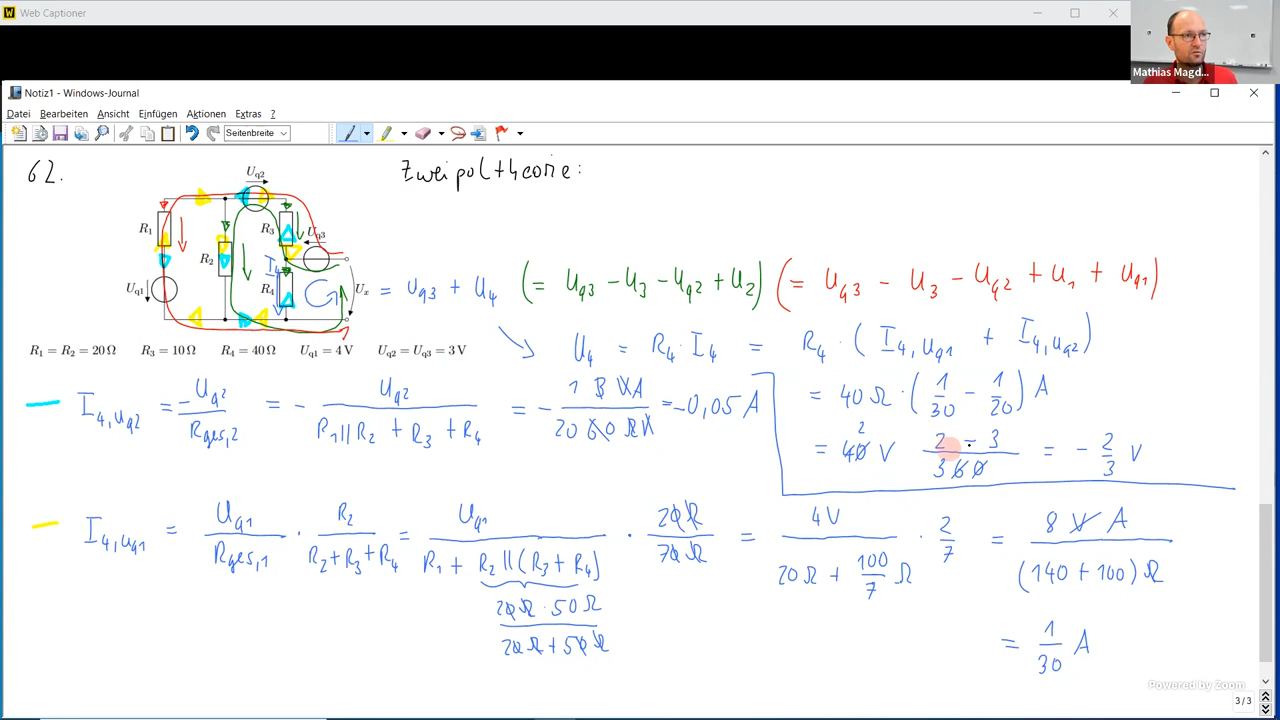 Web Captioner
Mathias Magd...
Notiz1 - Windows-Journal
Datei Bearbeiten Ansicht Einfügen Aktionen Extras ?
Seitenbreite
62.
Zweipoltheorie:
U_q2
R_1
R_3
U_q3
R_2
I_4
U_q1
R_4
U_x
= U_q3 + U_4 (= U_q3 - U_3 - U_q2 + U_2) (= U_q3 - U_3 - U_q2 + U_1 + U_q1)
R_1 = R_2 = 20 Ω R_3 = 10 Ω R_4 = 40 Ω U_q1 = 4 V U_q2 = U_q3 = 3 V
U_4 = R_4 · I_4 = R_4 · (I_4,Uq1 + I_4,Uq2)
= 40 Ω · (1/30 - 1/20) A
I_4,Uq2 = -U_q2/R_ges,2 = - U_q2/(R_1||R_2 + R_3 + R_4) = - 1 3 V A/(20 60 Ω V) = -0,05 A
= 2 40 V (2 - 3)/(3 60) = - 2/3 V
I_4,Uq1 = U_q1/R_ges,1 · R_2/(R_2+R_3+R_4) = U_q1/(R_1 + R_2||(R_3+R_4)) · 20 Ω/70 Ω = 4V/(20 Ω + 100/7 Ω) · 2/7 = 8 V A/((140 + 100) Ω)
20 Ω · 50 Ω/(20 Ω + 50 Ω)
= 1/30 A
Powered by Zoom
3/3